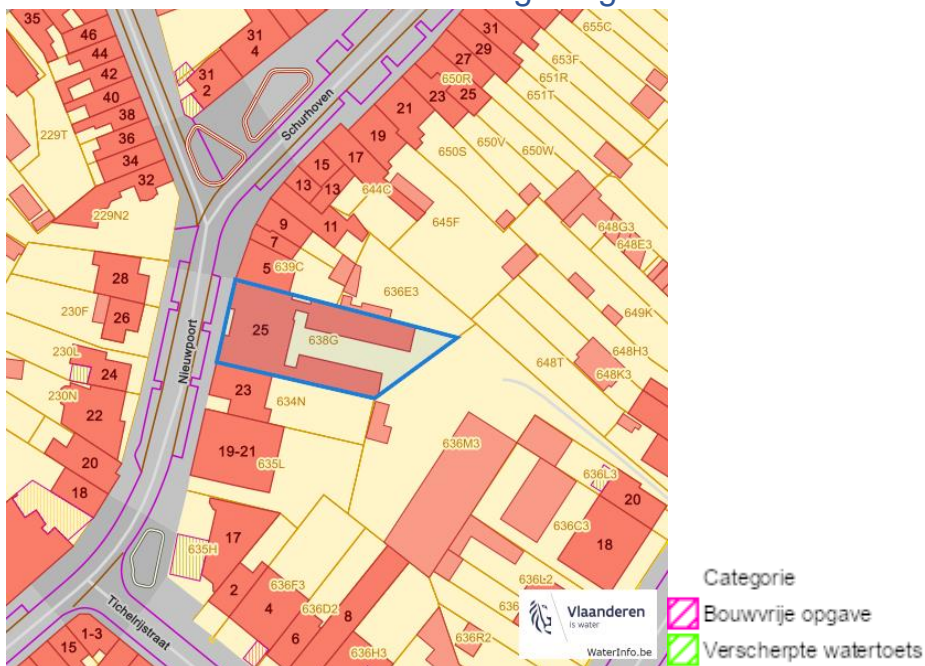 35
46
44
42
40
38
36
34
32
229T
229N2
31
4
31
2
Schurhoven
31
29
27
650R
23
25
21
19
17
15
13
13
11
9
7
5
639C
644C
645F
650S
650V
650W
651T
651R
653F
655C
648G3
648E3
649K
648H3
648K3
648T
636E3
638G
25
28
26
230F
230L
24
230N
22
20
18
Nieuwpoort
23
634N
19-21
635L
636M3
636L3
20
636C3
18
635H
17
2
4
6
8
636F3
636D2
636H3
636L2
636
636R2
Tichelrijstraat
1-3
15
Vlaanderen
is water
WaterInfo.be
Categorie
Bouwvrije opgave
Verscherpte watertoets